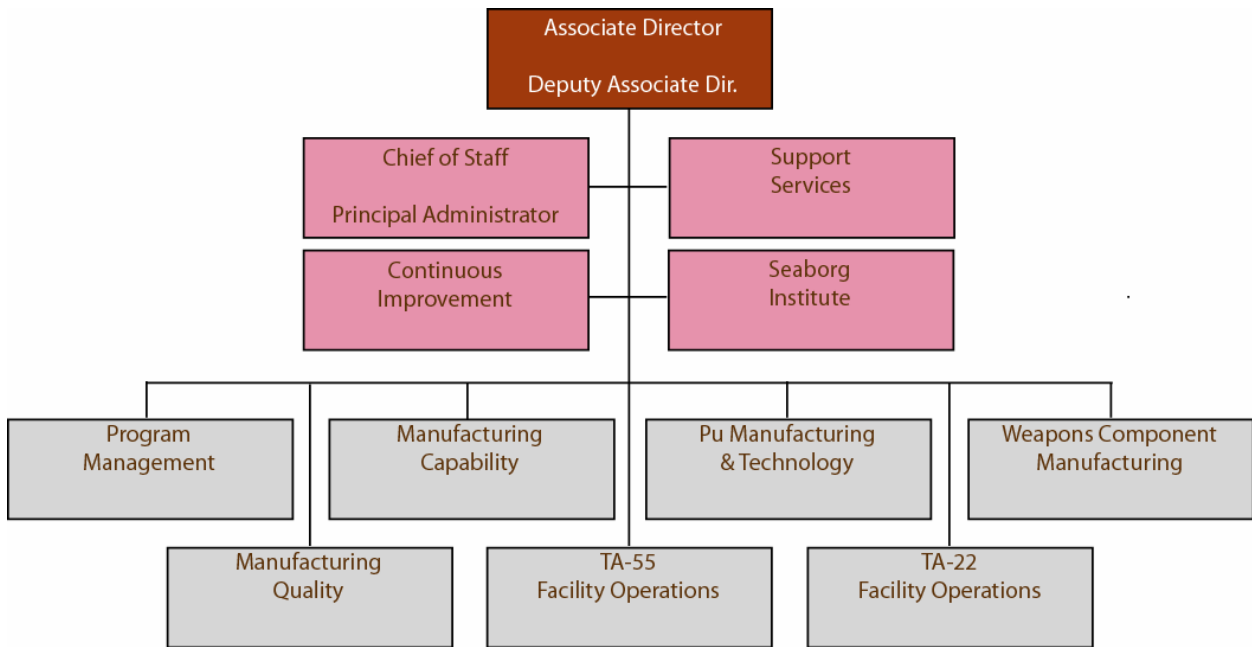 Associate Director
Deputy Associate Dir.
Chief of Staff
Principal Administrator
Support
Services
Continuous
Improvement
Seaborg
Institute
Program
Management
Manufacturing
Capability
Pu Manufacturing
& Technology
Weapons Component
Manufacturing
Manufacturing
Quality
TA-55
Facility Operations
TA-22
Facility Operations